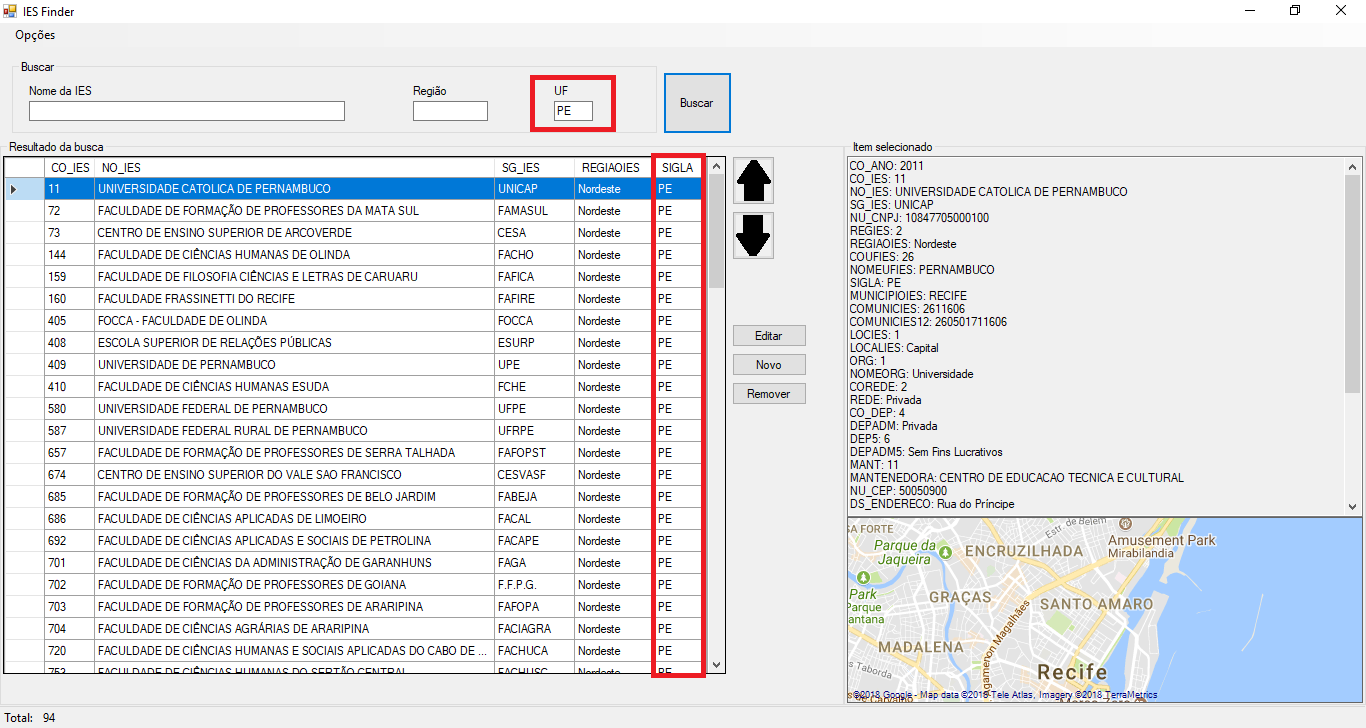 IES Finder
Opções
Buscar
Nome da IES Região UF
PE
Buscar
Resultado da busca
CO_IES NO_IES SG_IES REGIAOIES SIGLA
11 UNIVERSIDADE CATOLICA DE PERNAMBUCO UNICAP Nordeste PE
72 FACULDADE DE FORMAÇÃO DE PROFESSORES DA MATA SUL FAMASUL Nordeste PE
73 CENTRO DE ENSINO SUPERIOR DE ARCOVERDE CESA Nordeste PE
144 FACULDADE DE CIÊNCIAS HUMANAS DE OLINDA FACHO Nordeste PE
159 FACULDADE DE FILOSOFIA CIÊNCIAS E LETRAS DE CARUARU FAFICA Nordeste PE
160 FACULDADE FRASSINETTI DO RECIFE FAFIRE Nordeste PE
405 FOCCA - FACULDADE DE OLINDA FOCCA Nordeste PE
408 ESCOLA SUPERIOR DE RELAÇÕES PÚBLICAS ESURP Nordeste PE
409 UNIVERSIDADE DE PERNAMBUCO UPE Nordeste PE
410 FACULDADE DE CIÊNCIAS HUMANAS ESUDA FCHE Nordeste PE
580 UNIVERSIDADE FEDERAL DE PERNAMBUCO UFPE Nordeste PE
587 UNIVERSIDADE FEDERAL RURAL DE PERNAMBUCO UFRPE Nordeste PE
657 FACULDADE DE FORMAÇÃO DE PROFESSORES DE SERRA TALHADA FAFOPST Nordeste PE
674 CENTRO DE ENSINO SUPERIOR DO VALE SAO FRANCISCO CESVASF Nordeste PE
685 FACULDADE DE FORMAÇÃO DE PROFESSORES DE BELO JARDIM FABEJA Nordeste PE
686 FACULDADE DE CIÊNCIAS APLICADAS DE LIMOEIRO FACAL Nordeste PE
692 FACULDADE DE CIÊNCIAS APLICADAS E SOCIAIS DE PETROLINA FACAPE Nordeste PE
701 FACULDADE DE CIÊNCIAS DA ADMINISTRAÇÃO DE GARANHUNS FAGA Nordeste PE
702 FACULDADE DE FORMAÇÃO DE PROFESSORES DE GOIANA F.F.P.G. Nordeste PE
703 FACULDADE DE FORMAÇÃO DE PROFESSORES DE ARARIPINA FAFOPA Nordeste PE
704 FACULDADE DE CIÊNCIAS AGRÁRIAS DE ARARIPINA FACIAGRA Nordeste PE
720 FACULDADE DE CIÊNCIAS HUMANAS E SOCIAIS APLICADAS DO CABO DE ... FACHUCA Nordeste PE
753 FACULDADE DE CIÊNCIAS HUMANAS DO SERTÃO CENTRAL FACHUSC Nordeste PE
Editar
Novo
Remover
Item selecionado
CO_ANO: 2011
CO_IES: 11
NO_IES: UNIVERSIDADE CATOLICA DE PERNAMBUCO
SG_IES: UNICAP
NU_CNPJ: 10847705000100
REGIES: 2
REGIAOIES: Nordeste
COUFIES: 26
NOMEUFIES: PERNAMBUCO
SIGLA: PE
MUNICIPIOIES: RECIFE
COMUNICIES: 2611606
COMUNICIES12: 260501711606
LOCIES: 1
LOCALIES: Capital
ORG: 1
NOMEORG: Universidade
COREDE: 2
REDE: Privada
CO_DEP: 4
DEPADM: Privada
DEP5: 6
DEPADM5: Sem Fins Lucrativos
MANT: 11
MANTENEDORA: CENTRO DE EDUCACAO TECNICA E CULTURAL
NU_CEP: 50050900
DS_ENDERECO: Rua do Príncipe
SA FORTE
Estr. de Belém
Parque da
Jaqueira
ENCRUZILHADA
Amusement Park
Mirabilandia
Park
Parque
antana
GRAÇAS
SANTO AMARO
Agamenon Magalhães
MADALENA
Taborda
Recife
©2018 Google - Map data ©2018 Tele Atlas, Imagery ©2018 TerraMetrics
Total: 94